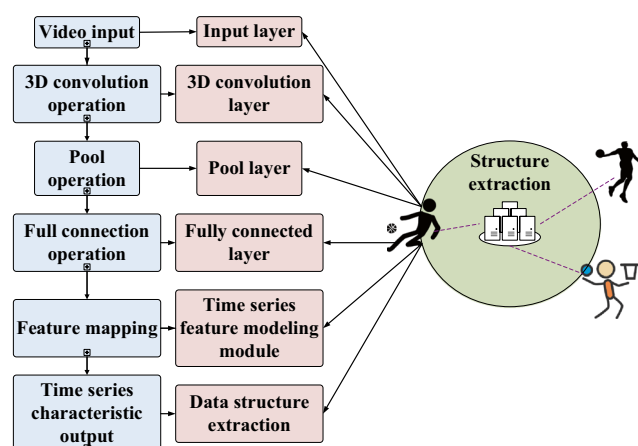 Video input
Input layer
3D convolution
operation
3D convolution
layer
Pool
operation
Pool layer
Full connection
operation
Fully connected
layer
Feature mapping
Time series
feature modeling
module
Time series
characteristic
output
Data structure
extraction
Structure
extraction